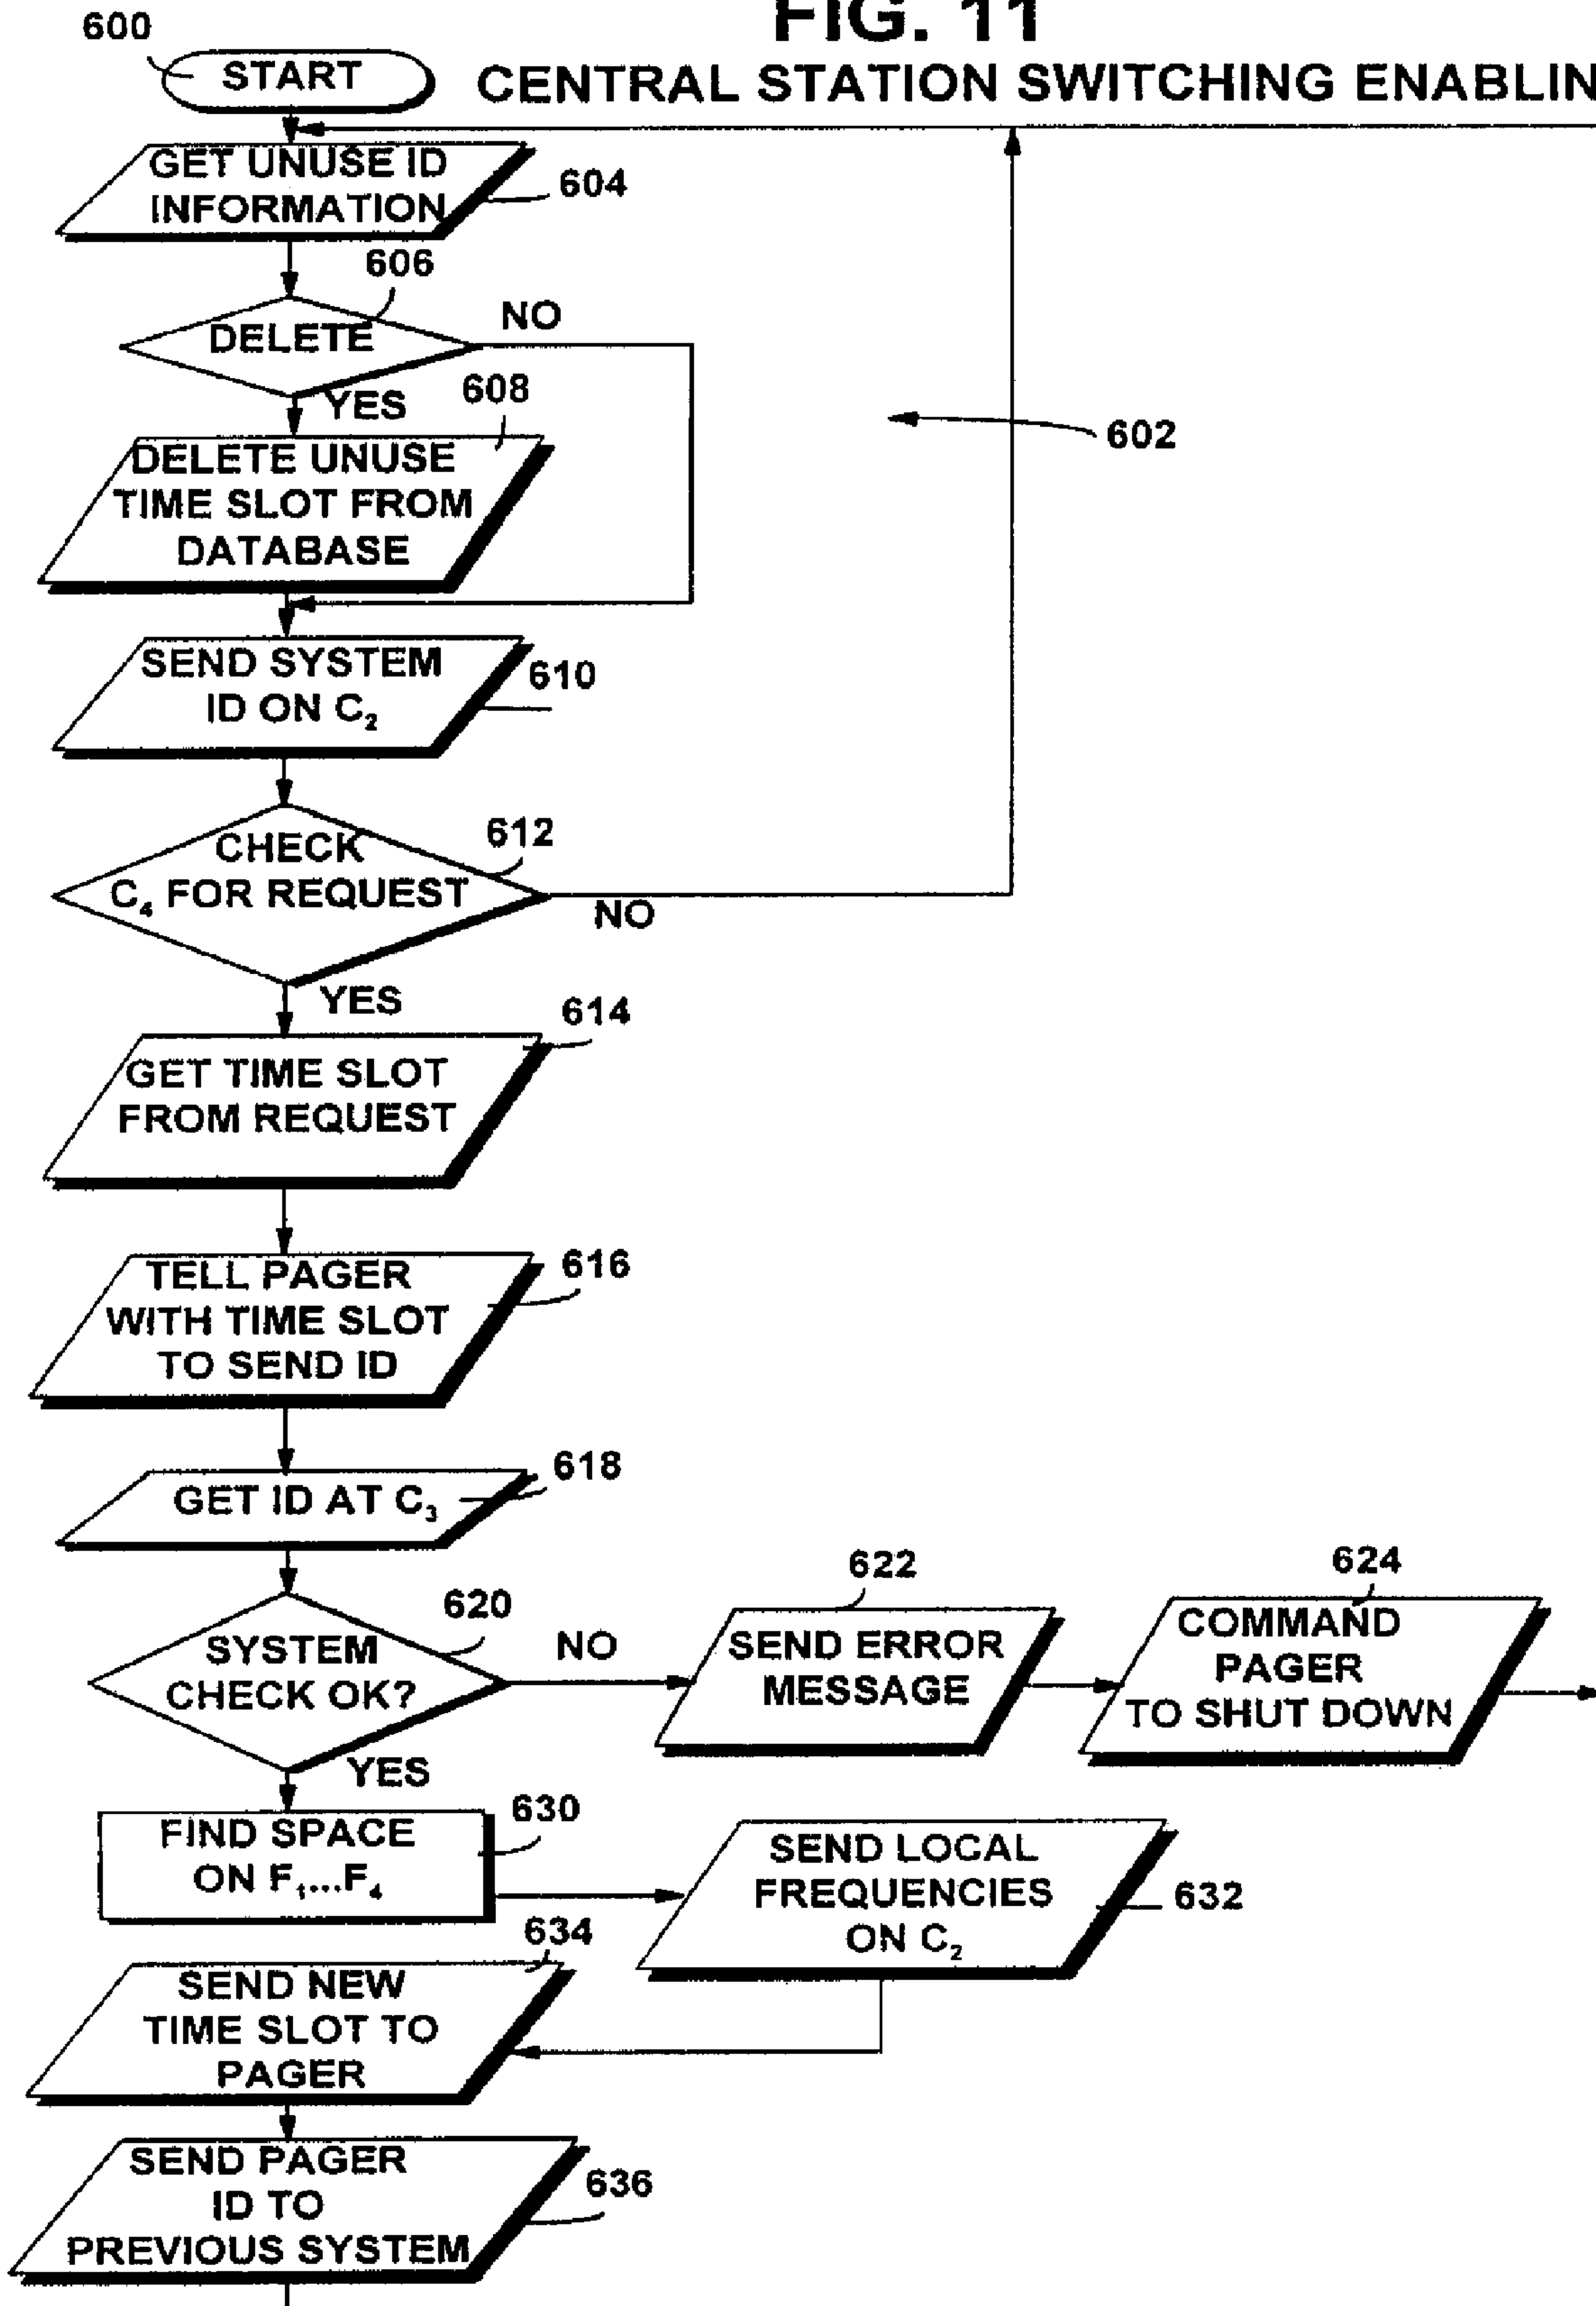 FIG. 11
600
START
CENTRAL STATION SWITCHING ENABLIN
GET UNUSE ID
INFORMATION
604
606
DELETE
NO
YES
608
DELETE UNUSE
TIME SLOT FROM
DATABASE
602
SEND SYSTEM
ID ON C₂
610
CHECK
C₄ FOR REQUEST
612
NO
YES
614
GET TIME SLOT
FROM REQUEST
TELL PAGER
WITH TIME SLOT
TO SEND ID
616
GET ID AT C₃
618
620
SYSTEM
CHECK OK?
NO
622
SEND ERROR
MESSAGE
624
COMMAND
PAGER
TO SHUT DOWN
YES
FIND SPACE
ON F₁...F₄
630
SEND LOCAL
FREQUENCIES
ON C₂
632
634
SEND NEW
TIME SLOT TO
PAGER
SEND PAGER
ID TO
PREVIOUS SYSTEM
636